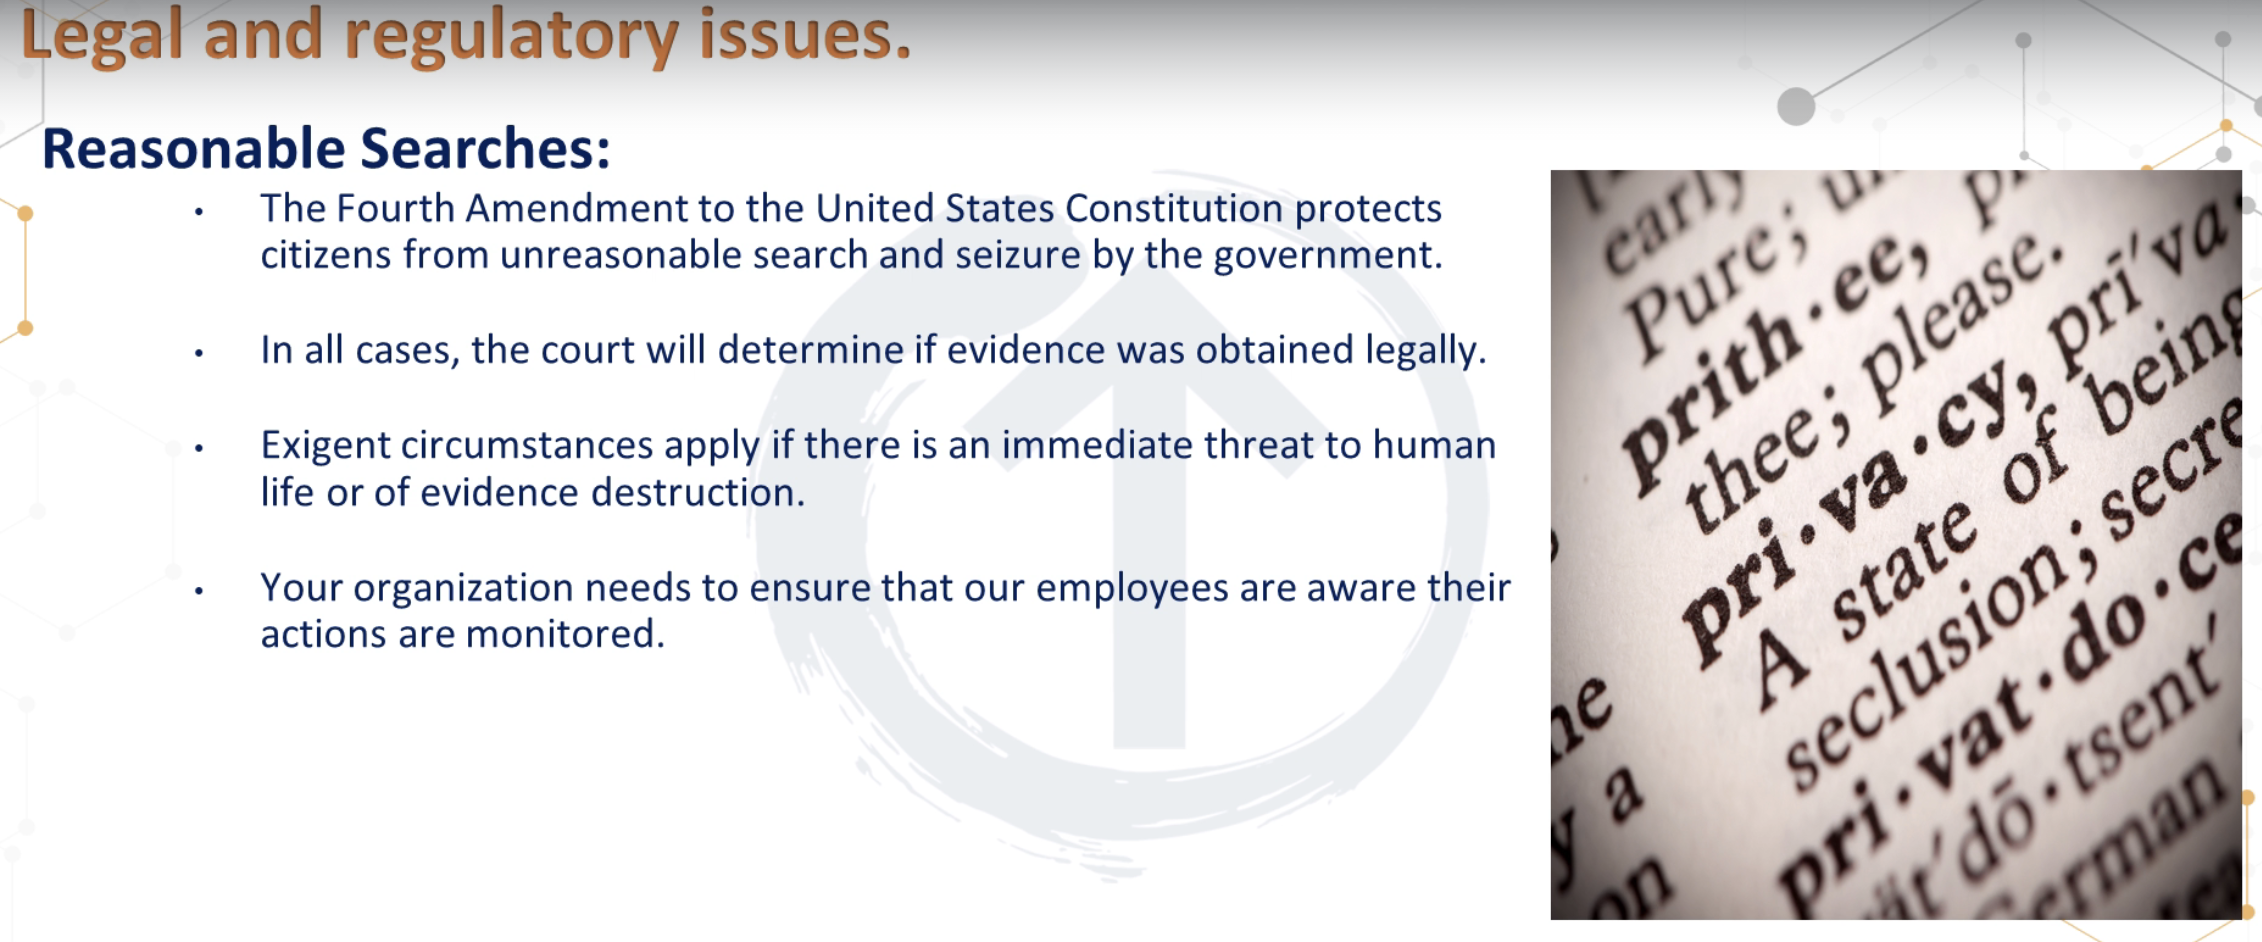 Legal and regulatory issues.
Reasonable Searches:
• The Fourth Amendment to the United States Constitution protects
citizens from unreasonable search and seizure by the government.
• In all cases, the court will determine if evidence was obtained legally.
• Exigent circumstances apply if there is an immediate threat to human
life or of evidence destruction.
• Your organization needs to ensure that our employees are aware their
actions are monitored.
early
Pure;
prith·ee,
thee; please.
pri·va·cy, prī′va
A state of being
seclusion; secre
pri·vat·do·ce
dō·tsent′
German
y a
on